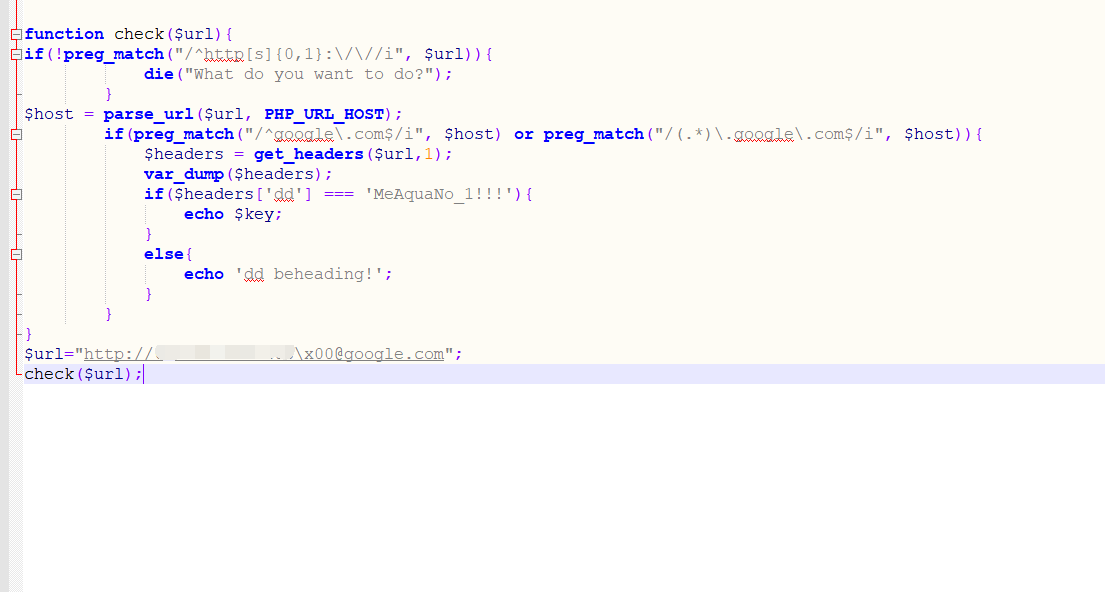 function check($url){
if(!preg_match("/^http[s]{0,1}:\/\//i", $url)){
die("What do you want to do?");
}
$host = parse_url($url, PHP_URL_HOST);
if(preg_match("/^google\.com$/i", $host) or preg_match("/(.*)\.google\.com$/i", $host)){
$headers = get_headers($url,1);
var_dump($headers);
if($headers['dd'] === 'MeAquaNo_1!!!'){
echo $key;
}
else{
echo 'dd beheading!';
}
}
}
$url="http:// \x00@google.com";
check($url);